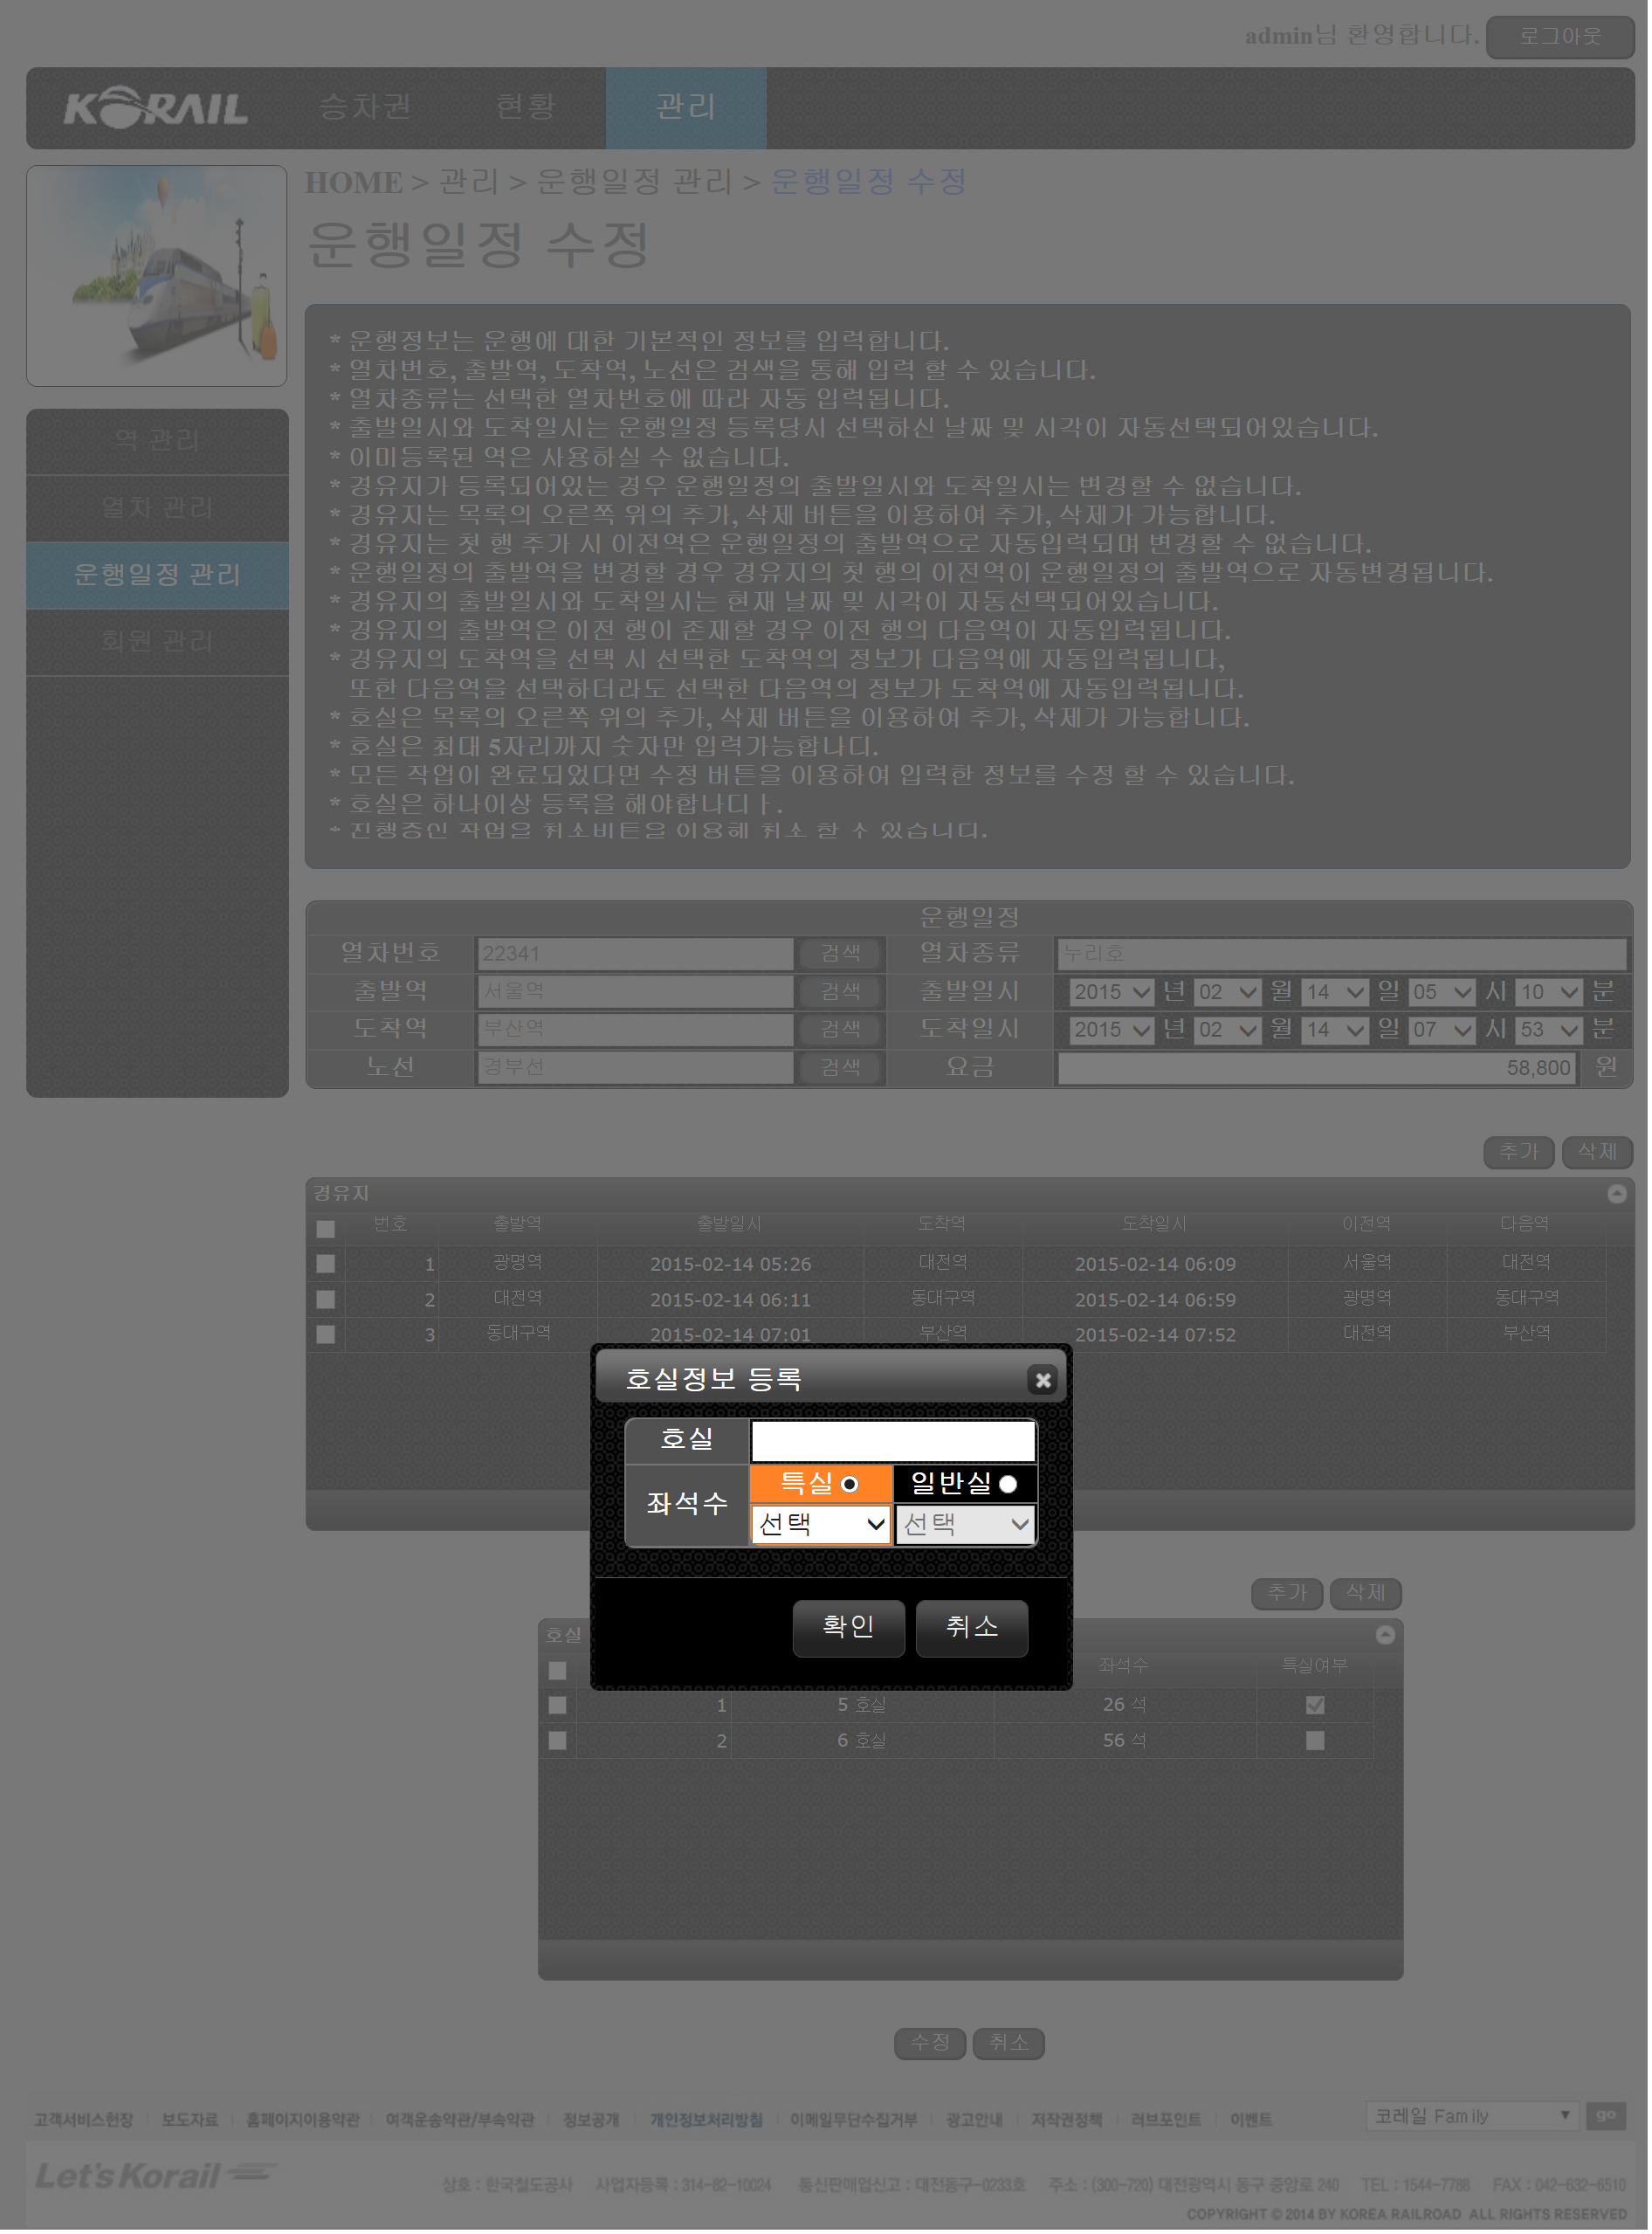 admin님 환영합니다. 로그아웃
KORAIL 승차권 현황 관리
HOME > 관리 > 운행일정 관리 > 운행일정 수정
운행일정 수정
역 관리
열차 관리
운행일정 관리
회원 관리
* 운행정보는 운행에 대한 기본적인 정보를 입력합니다.
* 열차번호, 출발역, 도착역, 노선은 검색을 통해 입력 할 수 있습니다.
* 열차종류는 선택한 열차번호에 따라 자동 입력됩니다.
* 출발일시와 도착일시는 운행일정 등록당시 선택하신 날짜 및 시각이 자동선택되어있습니다.
* 이미등록된 역은 사용하실 수 없습니다.
* 경유지가 등록되어있는 경우 운행일정의 출발일시와 도착일시는 변경할 수 없습니다.
* 경유지는 목록의 오른쪽 위의 추가, 삭제 버튼을 이용하여 추가, 삭제가 가능합니다.
* 경유지는 첫 행 추가 시 이전역은 운행일정의 출발역으로 자동입력되며 변경할 수 없습니다.
* 운행일정의 출발역을 변경할 경우 경유지의 첫 행의 이전역이 운행일정의 출발역으로 자동변경됩니다.
* 경유지의 출발일시와 도착일시는 현재 날짜 및 시각이 자동선택되어있습니다.
* 경유지의 출발역은 이전 행이 존재할 경우 이전 행의 다음역이 자동입력됩니다.
* 경유지의 도착역을 선택 시 선택한 도착역의 정보가 다음역에 자동입력됩니다,
또한 다음역을 선택하더라도 선택한 다음역의 정보가 도착역에 자동입력됩니다.
* 호실은 목록의 오른쪽 위의 추가, 삭제 버튼을 이용하여 추가, 삭제가 가능합니다.
* 호실은 최대 5자리까지 숫자만 입력가능합나디.
* 모든 작업이 완료되었다면 수정 버튼을 이용하여 입력한 정보를 수정 할 수 있습니다.
* 호실은 하나이상 등록을 해야합나디ㅏ.
* 진행중인 작업을 취소버튼을 이용해 취소 할 수 있습니다.
운행일정
열차번호 22341 검색 열차종류 누리호
출발역 서울역 검색 출발일시 2015 년 02 월 14 일 05 시 10 분
도착역 부산역 검색 도착일시 2015 년 02 월 14 일 07 시 53 분
노선 경부선 검색 요금 58,800 원
추가 삭제
경유지
번호 출발역 출발일시 도착역 도착일시 이전역 다음역
1 광명역 2015-02-14 05:26 대전역 2015-02-14 06:09 서울역 대전역
2 대전역 2015-02-14 06:11 동대구역 2015-02-14 06:59 광명역 동대구역
3 동대구역 2015-02-14 07:01 부산역 2015-02-14 07:52 대전역 부산역
호실정보 등록
호실
좌석수 특실 일반실
선택 선택
확인 취소
추가 삭제
호실
좌석수 특실여부
1 5 호실 26 석
2 6 호실 56 석
수정 취소
고객서비스헌장 보도자료 홈페이지이용약관 여객운송약관/부속약관 정보공개 개인정보처리방침 이메일무단수집거부 광고안내 저작권정책 러브포인트 이벤트 코레일 Family go
Let's Korail
상호 : 한국철도공사 사업자등록 : 314-82-10024 통신판매업신고 : 대전동구-0233호 주소 : (300-720) 대전광역시 동구 중앙로 240 TEL : 1544-7788 FAX : 042-632-6510
COPYRIGHT © 2014 BY KOREA RAILROAD ALL RIGHTS RESERVED